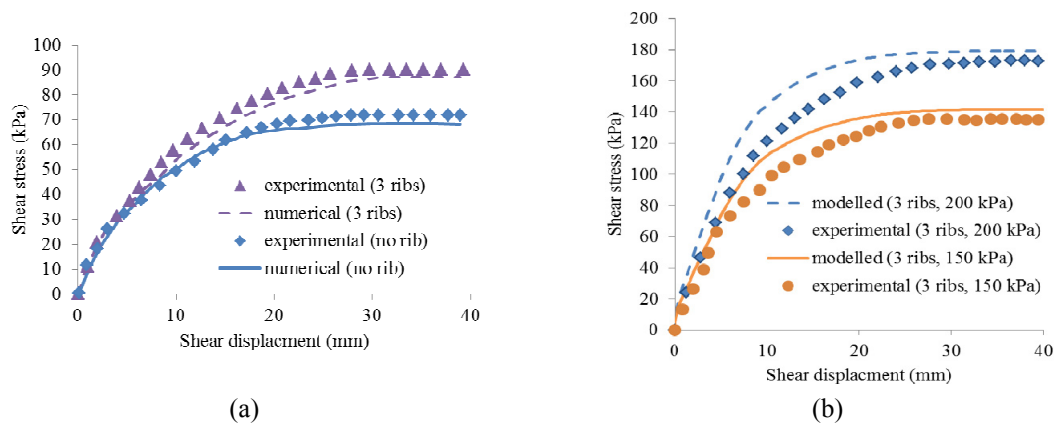 100
90
80
70
60
50
40
30
20
10
0
Shear stress (kPa)
experimental (3 ribs)
numerical (3 ribs)
experimental (no rib)
numerical (no rib)
0 10 20 30 40
Shear displacment (mm)
(a)
200
180
160
140
120
100
80
60
40
20
0
Shear stress (kPa)
modelled (3 ribs, 200 kPa)
experimental (3 ribs, 200 kPa)
modelled (3 ribs, 150 kPa)
experimental (3 ribs, 150 kPa)
0 10 20 30 40
Shear displacment (mm)
(b)